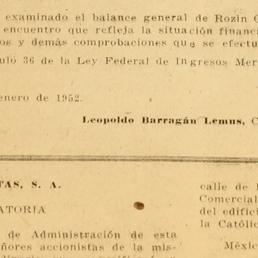 examinado el balance general de Rozin
encuentro que refleja la situación financi
os y demás comprobaciones que se efectu
ulo 36 de la Ley Federal de Ingresos Mer
enero de 1952.
Leopoldo Barragán Lemus, C
TAS, S. A.
ATORIA
de Administración de esta
ñores accionistas de la mis-
calle de
Comercial
del edific
la Católic
Méxic